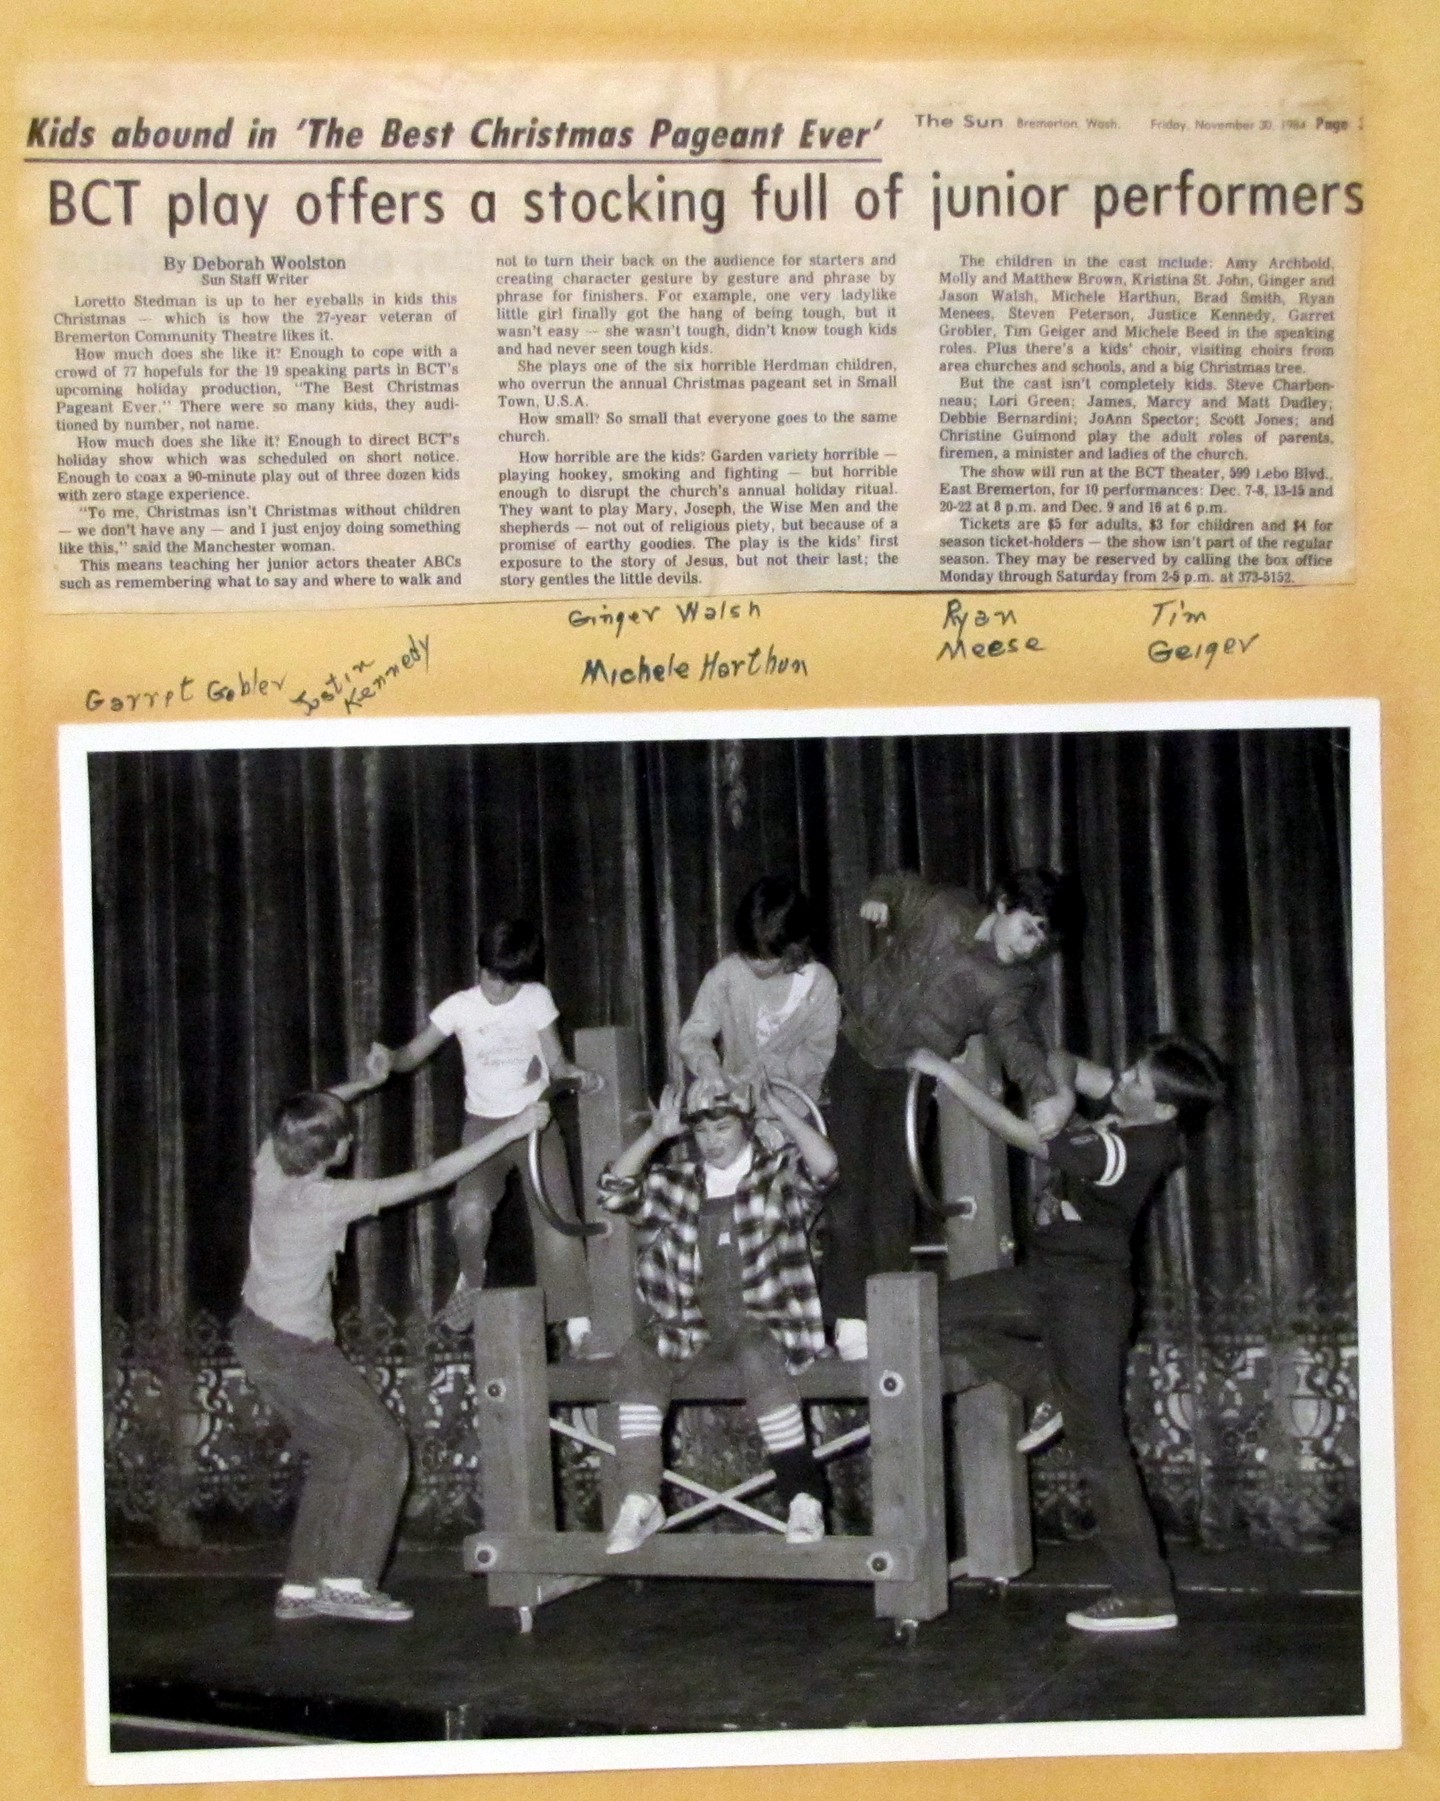 Kids abound in 'The Best Christmas Pageant Ever'
The Sun Bremerton, Wash. Friday, November 30, 1984 Page
BCT play offers a stocking full of junior performers
By Deborah Woolston
Sun Staff Writer
Loretto Stedman is up to her eyeballs in kids this
Christmas — which is how the 27-year veteran of
Bremerton Community Theatre likes it.
How much does she like it? Enough to cope with a
crowd of 77 hopefuls for the 19 speaking parts in BCT's
upcoming holiday production, "The Best Christmas
Pageant Ever." There were so many kids, they audi-
tioned by number, not name.
How much does she like it? Enough to direct BCT's
holiday show which was scheduled on short notice.
Enough to coax a 90-minute play out of three dozen kids
with zero stage experience.
"To me, Christmas isn't Christmas without children
— we don't have any — and I just enjoy doing something
like this," said the Manchester woman.
This means teaching her junior actors theater ABCs
such as remembering what to say and where to walk and
not to turn their back on the audience for starters and
creating character gesture by gesture and phrase by
phrase for finishers. For example, one very ladylike
little girl finally got the hang of being tough, but it
wasn't easy — she wasn't tough, didn't know tough kids
and had never seen tough kids.
She plays one of the six horrible Herdman children,
who overrun the annual Christmas pageant set in Small
Town, U.S.A.
How small? So small that everyone goes to the same
church.
How horrible are the kids? Garden variety horrible —
playing hookey, smoking and fighting — but horrible
enough to disrupt the church's annual holiday ritual.
They want to play Mary, Joseph, the Wise Men and the
shepherds — not out of religious piety, but because of a
promise of earthy goodies. The play is the kids' first
exposure to the story of Jesus, but not their last; the
story gentles the little devils.
The children in the cast include: Amy Archbold,
Molly and Matthew Brown, Kristina St. John, Ginger and
Jason Walsh, Michele Harthun, Brad Smith, Ryan
Menees, Steven Peterson, Justice Kennedy, Garret
Grobler, Tim Geiger and Michele Beed in the speaking
roles. Plus there's a kids' choir, visiting choirs from
area churches and schools, and a big Christmas tree.
But the cast isn't completely kids. Steve Charbon-
neau; Lori Green; James, Marcy and Matt Dudley;
Debbie Bernardini; JoAnn Spector; Scott Jones; and
Christine Guimond play the adult roles of parents,
firemen, a minister and ladies of the church.
The show will run at the BCT theater, 599 Lebo Blvd.,
East Bremerton, for 10 performances: Dec. 7-8, 13-15 and
20-22 at 8 p.m. and Dec. 9 and 16 at 6 p.m.
Tickets are $5 for adults, $3 for children and $4 for
season ticket-holders — the show isn't part of the regular
season. They may be reserved by calling the box office
Monday through Saturday from 2-5 p.m. at 373-5152.
Garret Gobler
Justin
Kennedy
Ginger Walsh
Michele Harthun
Ryan
Meese
Tim
Geiger